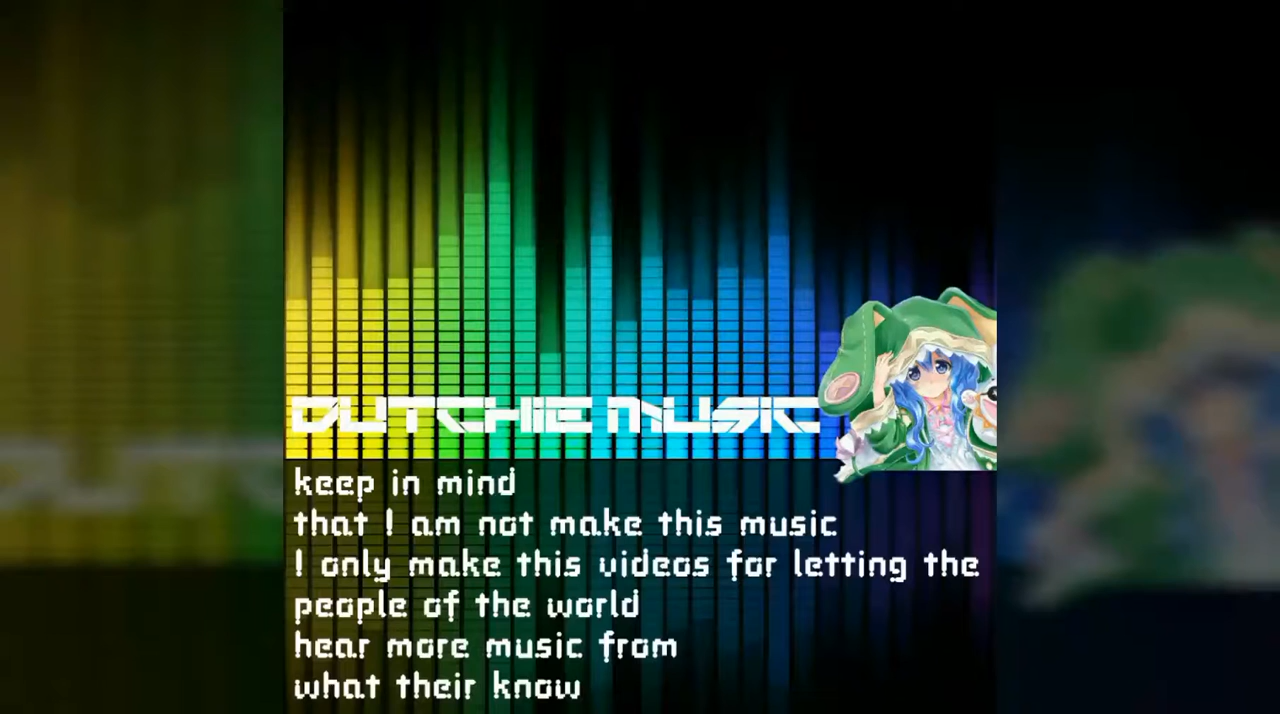 DUTCHIE MUSIC
keep in mind
that I am not make this music
I only make this videos for letting the
people of the world
hear more music from
what their know